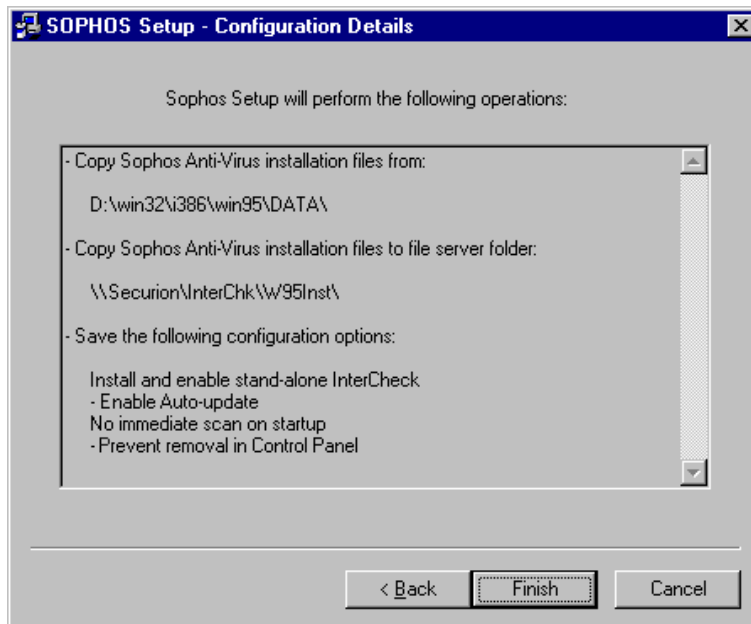 SOPHOS Setup - Configuration Details
Sophos Setup will perform the following operations:
- Copy Sophos Anti-Virus installation files from:
D:\win32\i386\win95\DATA\
- Copy Sophos Anti-Virus installation files to file server folder:
\\Securion\InterChk\W95Inst\
- Save the following configuration options:
Install and enable stand-alone InterCheck
- Enable Auto-update
No immediate scan on startup
- Prevent removal in Control Panel
< Back
Finish
Cancel